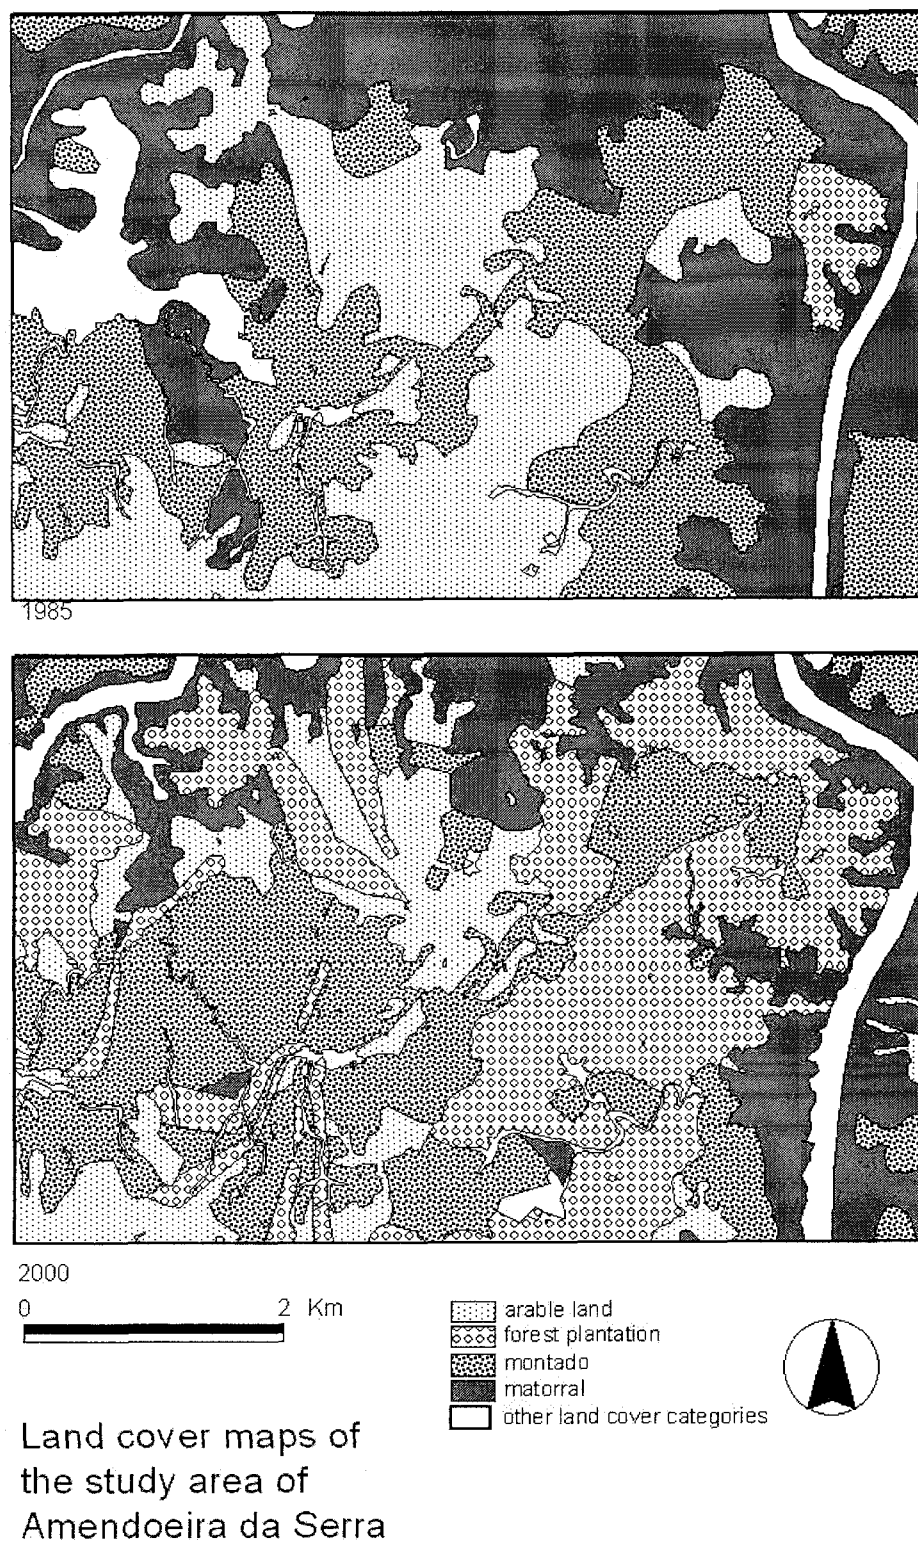 1985
2000
0 2 Km
arable land
forest plantation
montado
matorral
other land cover categories
Land cover maps of
the study area of
Amendoeira da Serra